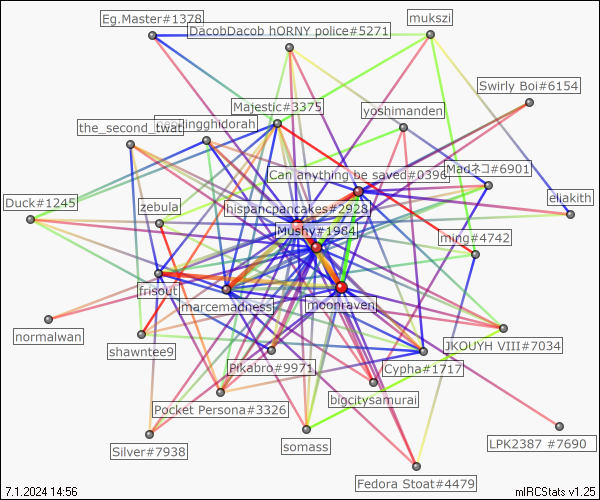 Eg.Master#1378
mukszi
DacobDacob hORNY police#5271
Swirly Boi#6154
Majestic#3375
yoshimanden
the_second_twat
ingghidorah
Can anything be saved#0396
Madネコ#6901
Duck#1245
zebula
hispancpancakes#2928
eliakith
Mushy#1984
ming#4742
frisout
marcemadness
moonraven
normalwan
shawntee9
JKOUYH VIII#7034
Pikabro#9971
Cypha#1717
bigcitysamurai
Pocket Persona#3326
Silver#7938
somass
LPK2387 #7690
Fedora Stoat#4479
7.1.2024 14:56
mIRCStats v1.25